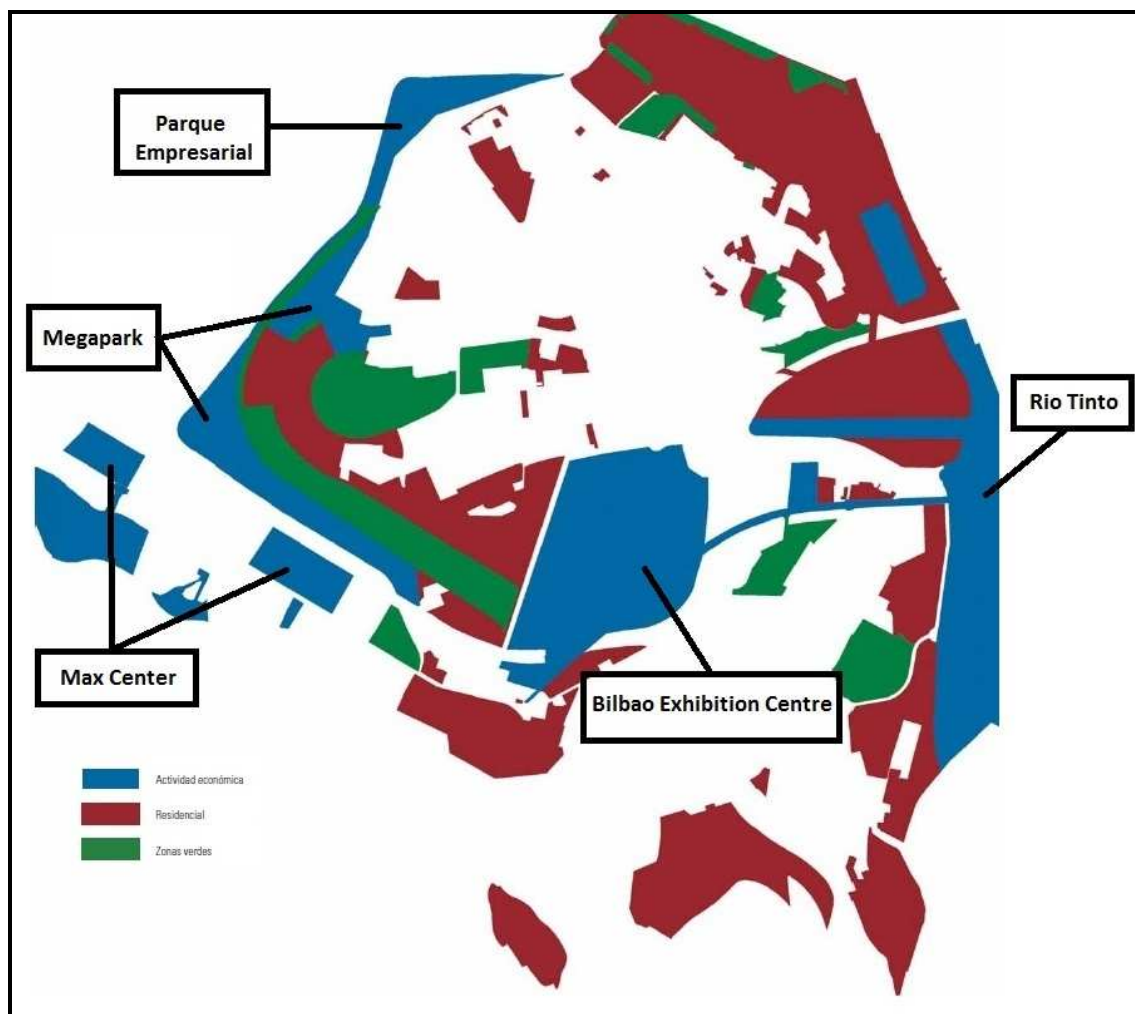 Parque
Empresarial
Megapark
Rio Tinto
Max Center
Bilbao Exhibition Centre
Actividad económica
Residencial
Zonas verdes